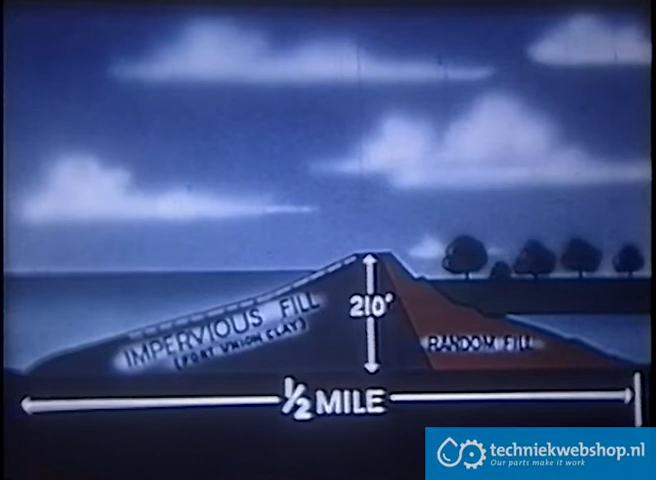 IMPERVIOUS FILL
(FORT UNION CLAY)
210'
RANDOM FILL
1/2 MILE
techniekwebshop.nl
Our parts make it work